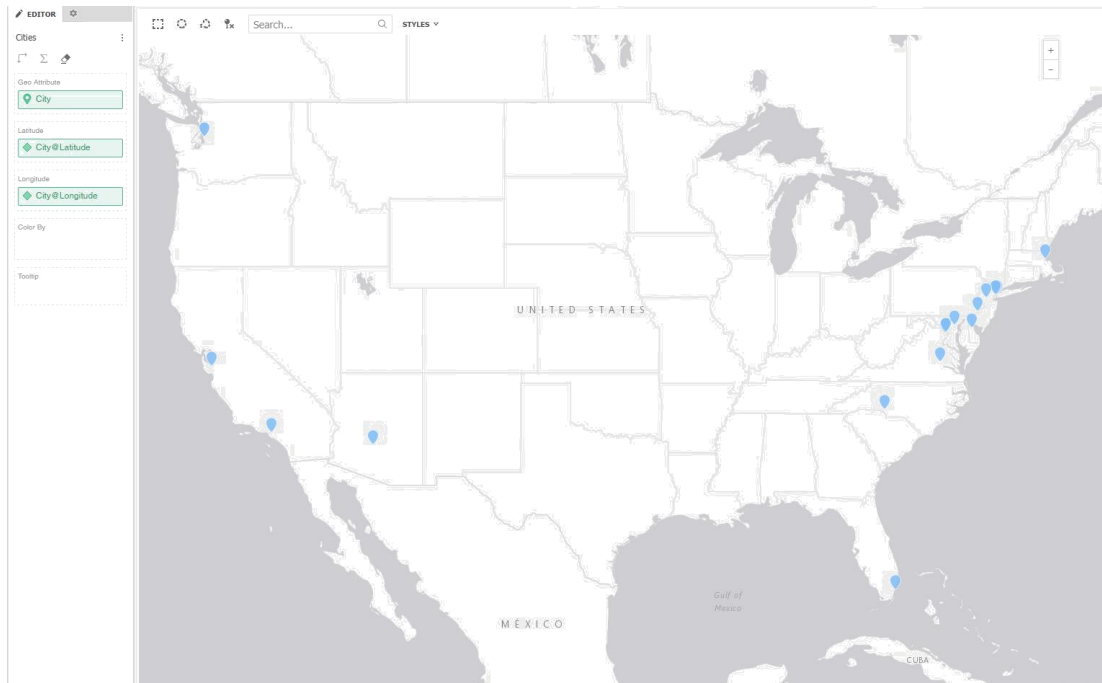 EDITOR
Cities
Geo Attribute
City
Latitude
City@Latitude
Longitude
City@Longitude
Color By
Tooltip
Search...
STYLES
+
−
UNITED STATES
MÉXICO
Gulf of
Mexico
CUBA